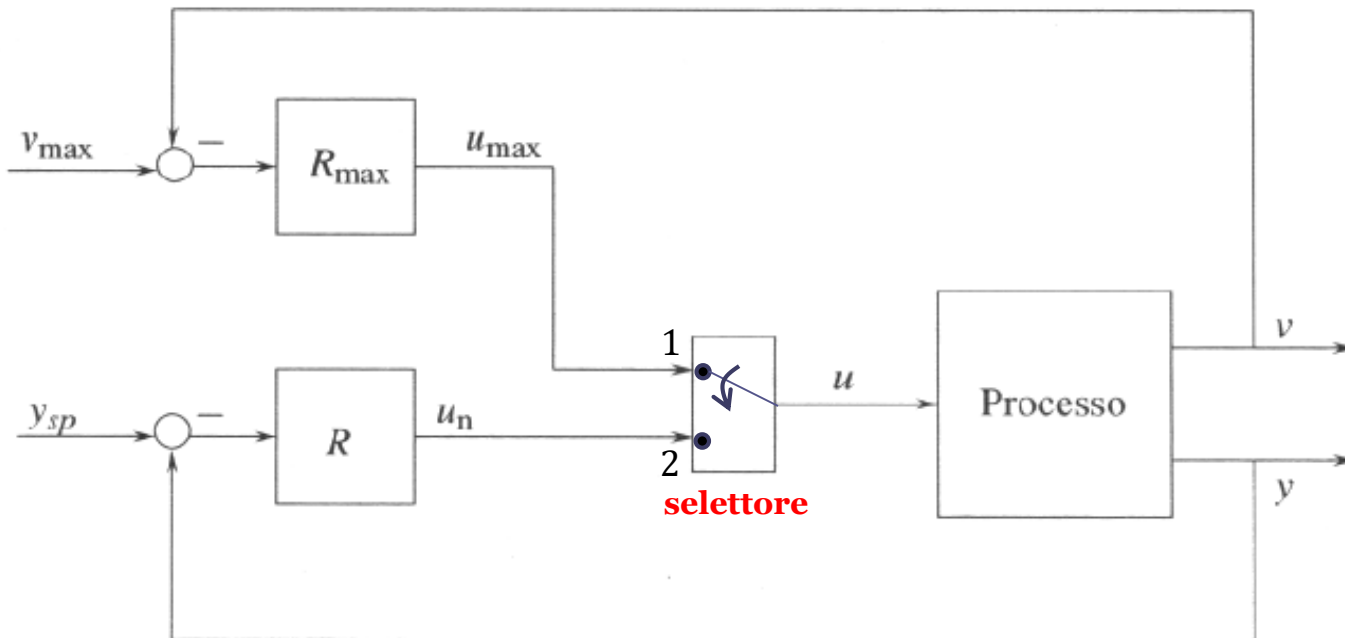 v_max
−
R_max
u_max
y_sp
−
R
u_n
1
2
selettore
u
Processo
v
y